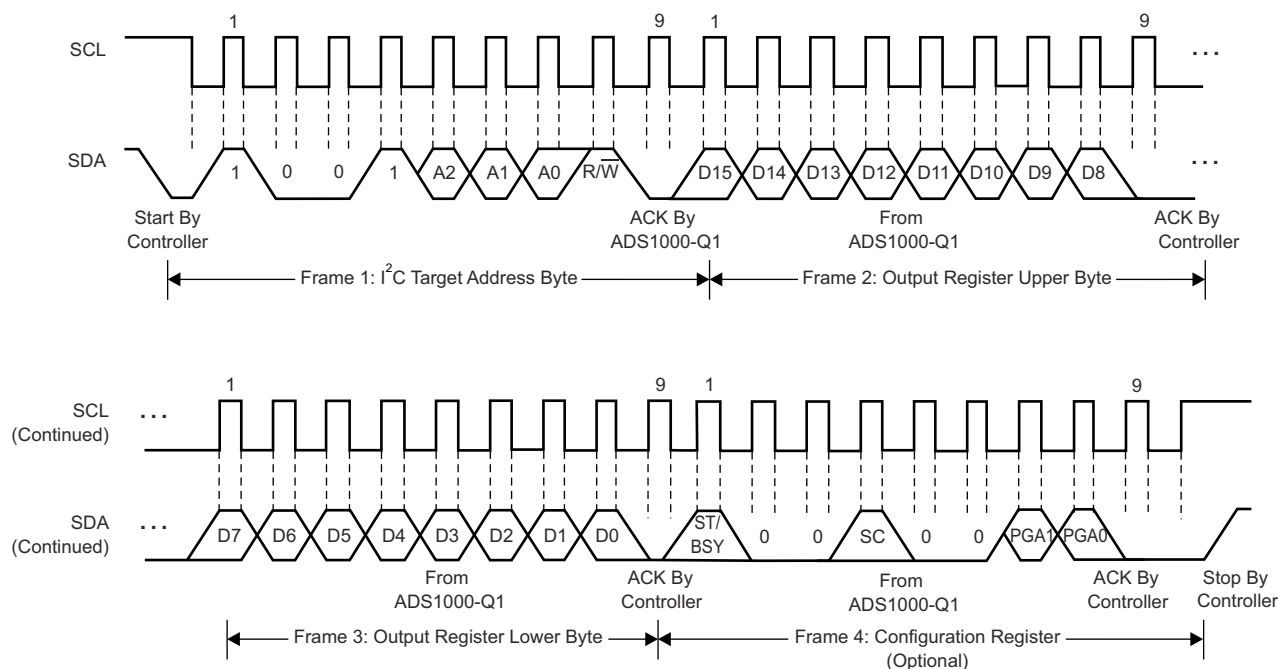 1 9 1 9
SCL ...
SDA 1 0 0 1 A2 A1 A0 R/W̅ D15 D14 D13 D12 D11 D10 D9 D8 ...
Start By Controller
ACK By ADS1000-Q1
From ADS1000-Q1
ACK By Controller
Frame 1: I²C Target Address Byte
Frame 2: Output Register Upper Byte
1 9 1 9
SCL (Continued) ...
SDA (Continued) ... D7 D6 D5 D4 D3 D2 D1 D0 ST/BSY 0 0 SC 0 0 PGA1 PGA0
From ADS1000-Q1
ACK By Controller
From ADS1000-Q1
ACK By Controller
Stop By Controller
Frame 3: Output Register Lower Byte
Frame 4: Configuration Register
(Optional)